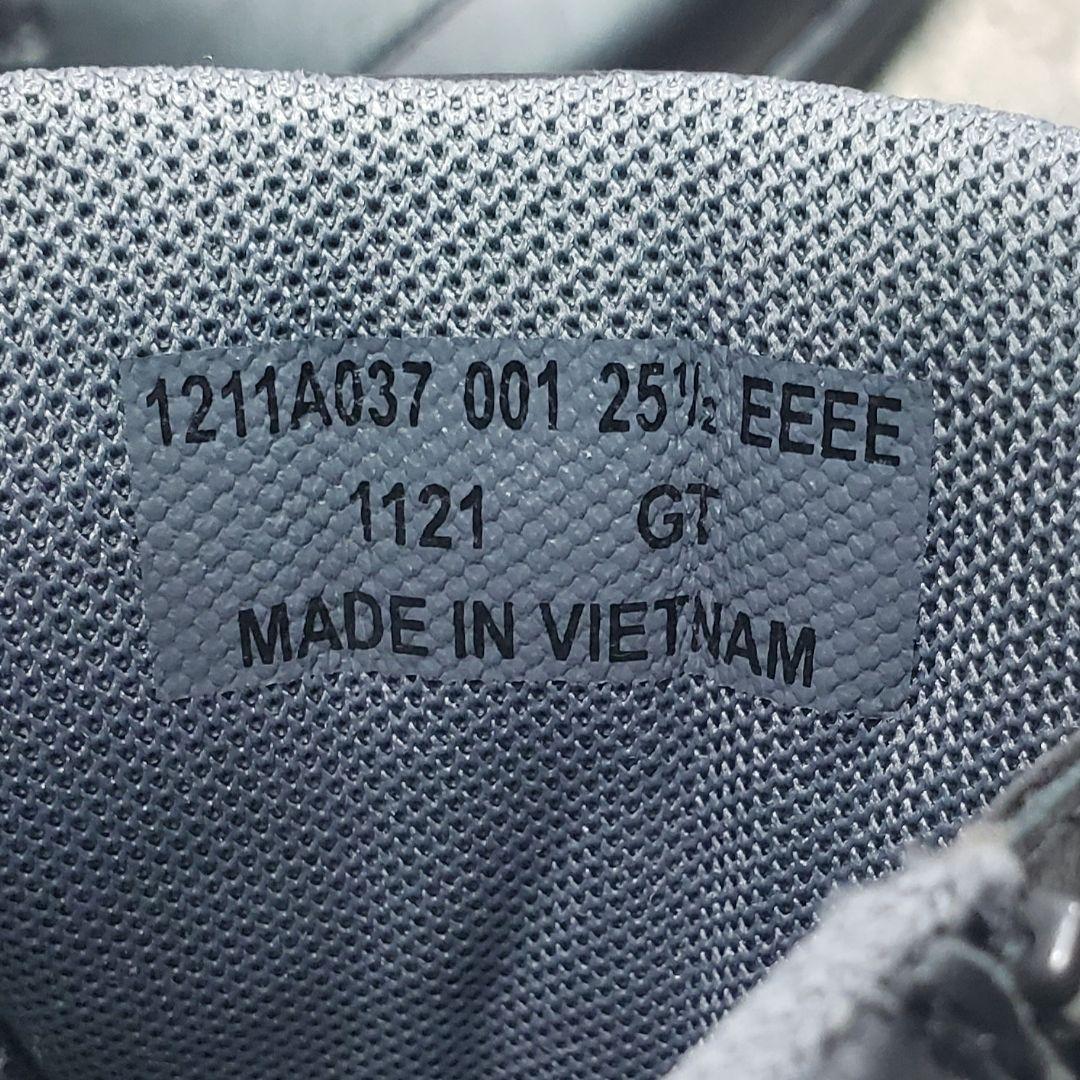 1211A037 001 25½ EEEE
1121 GT
MADE IN VIETNAM